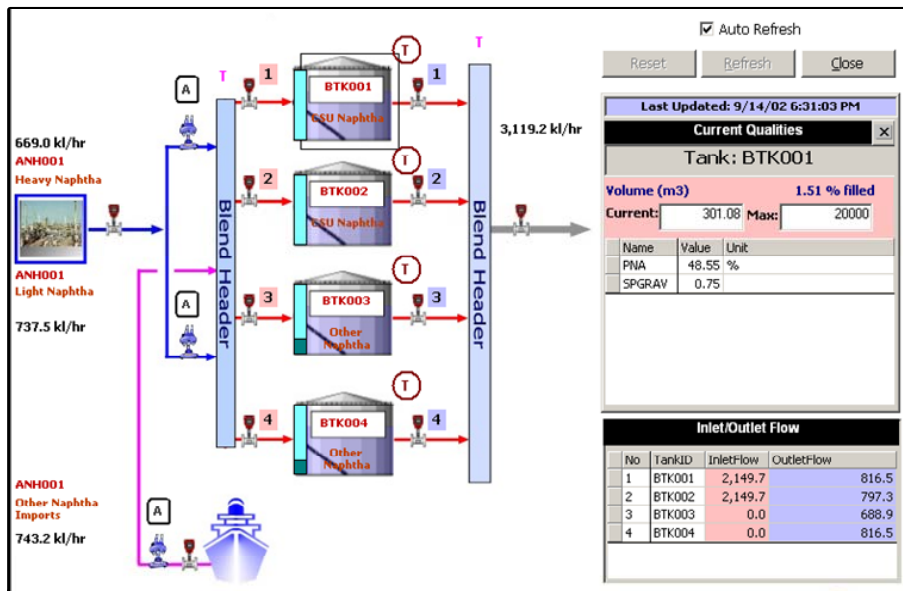 Auto Refresh
Reset Refresh Close
Last Updated: 9/14/02 6:31:03 PM
Current Qualities
Tank: BTK001
Volume (m3) 1.51 % filled
Current: 301.08 Max: 20000
Name Value Unit
PNA 48.55 %
SPGRAV 0.75
Inlet/Outlet Flow
No TankID InletFlow OutletFlow
1 BTK001 2,149.7 816.5
2 BTK002 2,149.7 797.3
3 BTK003 0.0 688.9
4 BTK004 0.0 816.5
669.0 kl/hr
ANH001
Heavy Naphtha
ANH001
Light Naphtha
737.5 kl/hr
ANH001
Other Naphtha
Imports
743.2 kl/hr
A
A
A
T
Blend Header
1
BTK001
CSU Naphtha
T
1
2
BTK002
CSU Naphtha
T
2
3
BTK003
Other
Naphtha
T
3
4
BTK004
Other
Naphtha
T
4
T
Blend Header
3,119.2 kl/hr